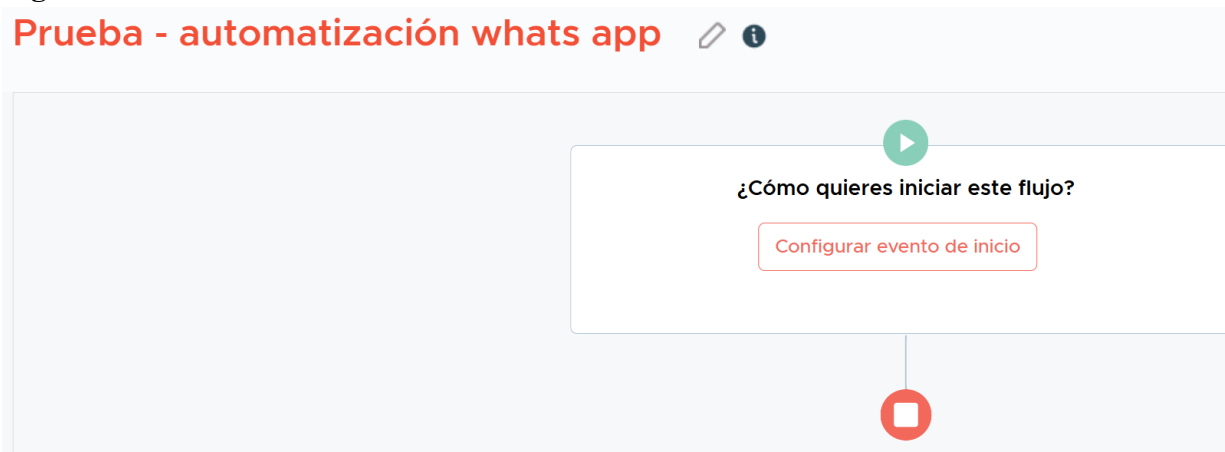 Prueba - automatización whats app
¿Cómo quieres iniciar este flujo?
Configurar evento de inicio